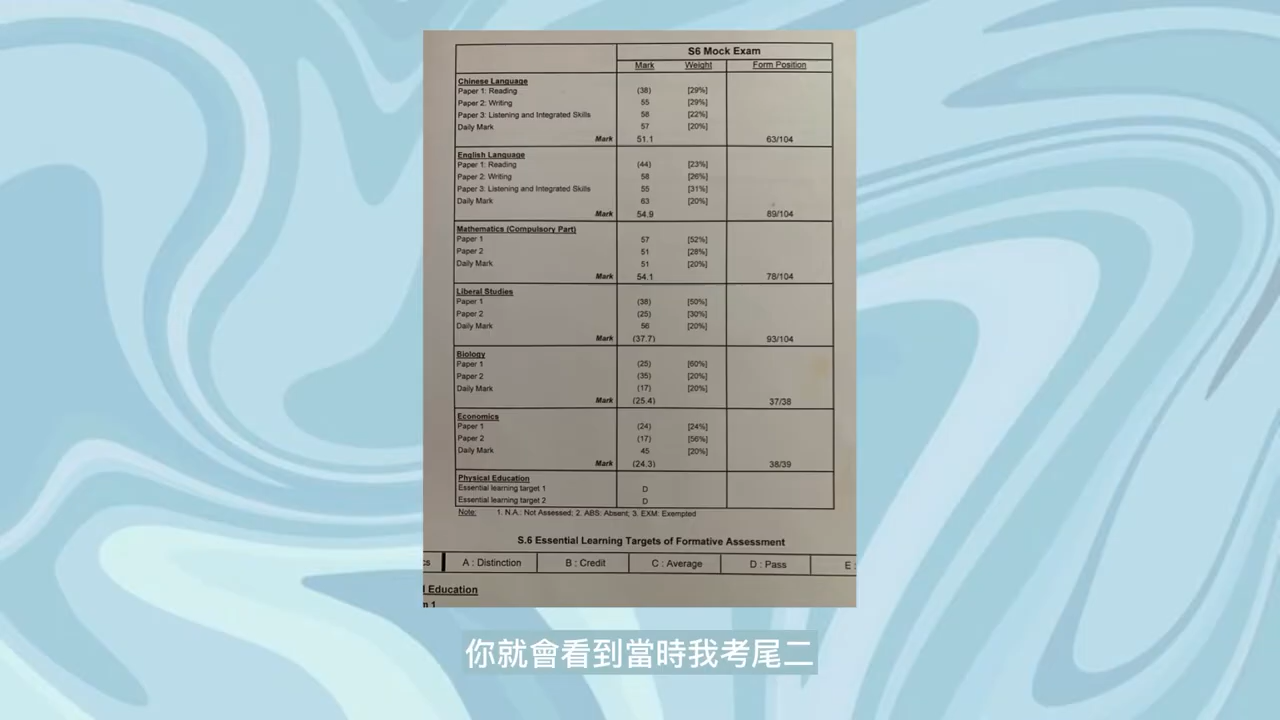 S6 Mock Exam
Mark Weight Form Position
Chinese Language
Paper 1: Reading (38) [29%]
Paper 2: Writing 55 [29%]
Paper 3: Listening and Integrated Skills 58 [22%]
Daily Mark 57 [20%]
Mark 51.1 63/104
English Language
Paper 1: Reading (44) [23%]
Paper 2: Writing 58 [26%]
Paper 3: Listening and Integrated Skills 55 [31%]
Daily Mark 63 [20%]
Mark 54.9 89/104
Mathematics (Compulsory Part)
Paper 1 57 [52%]
Paper 2 51 [28%]
Daily Mark 51 [20%]
Mark 54.1 78/104
Liberal Studies
Paper 1 (38) [50%]
Paper 2 (25) [30%]
Daily Mark 56 [20%]
Mark (37.7) 93/104
Biology
Paper 1 (25) [60%]
Paper 2 (35) [20%]
Daily Mark (17) [20%]
Mark (25.4) 37/38
Economics
Paper 1 (24) [24%]
Paper 2 (17) [56%]
Daily Mark 45 [20%]
Mark (24.3) 38/39
Physical Education
Essential learning target 1 D
Essential learning target 2 D
Note: 1. N.A.: Not Assessed; 2. ABS: Absent; 3. EXM: Exempted
S.6 Essential Learning Targets of Formative Assessment
cs A : Distinction B : Credit C : Average D : Pass E :
l Education
m 1
你就會看到當時我考尾二